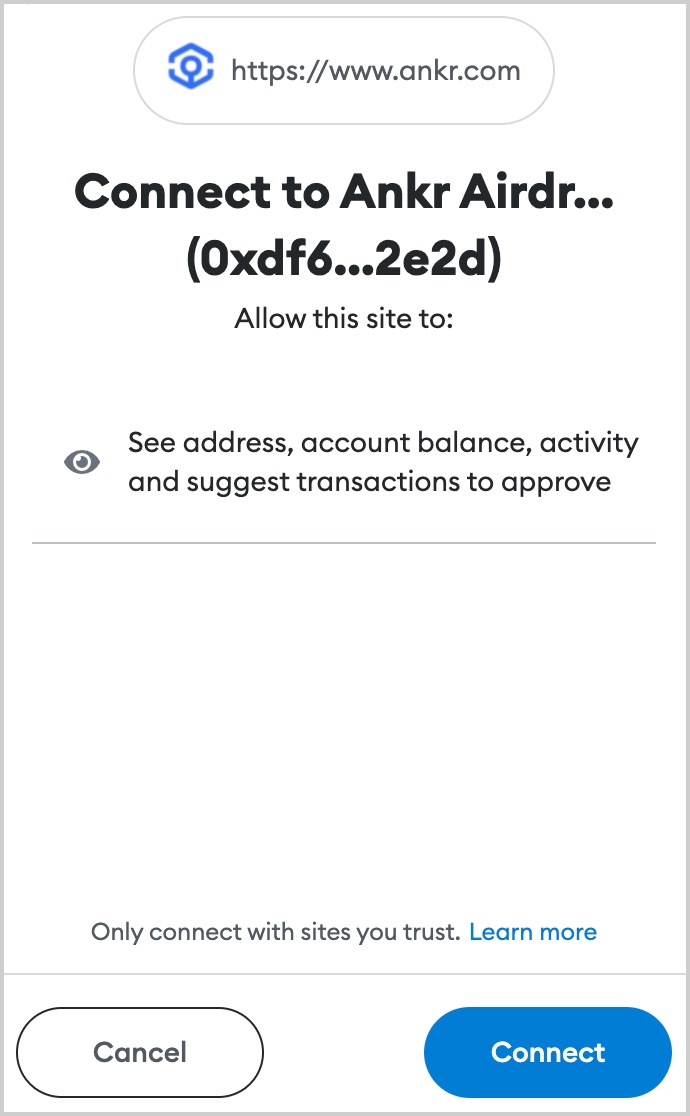 https://www.ankr.com
Connect to Ankr Airdr...
(0xdf6...2e2d)
Allow this site to:
See address, account balance, activity
and suggest transactions to approve
Only connect with sites you trust. Learn more
Cancel
Connect